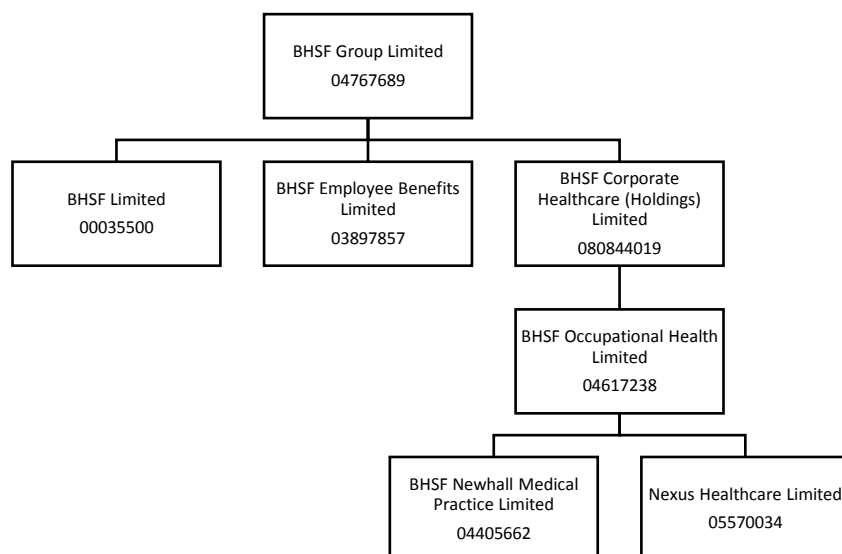 BHSF Group Limited
04767689
BHSF Limited
00035500
BHSF Employee Benefits
Limited
03897857
BHSF Corporate
Healthcare (Holdings)
Limited
080844019
BHSF Occupational Health
Limited
04617238
BHSF Newhall Medical
Practice Limited
04405662
Nexus Healthcare Limited
05570034